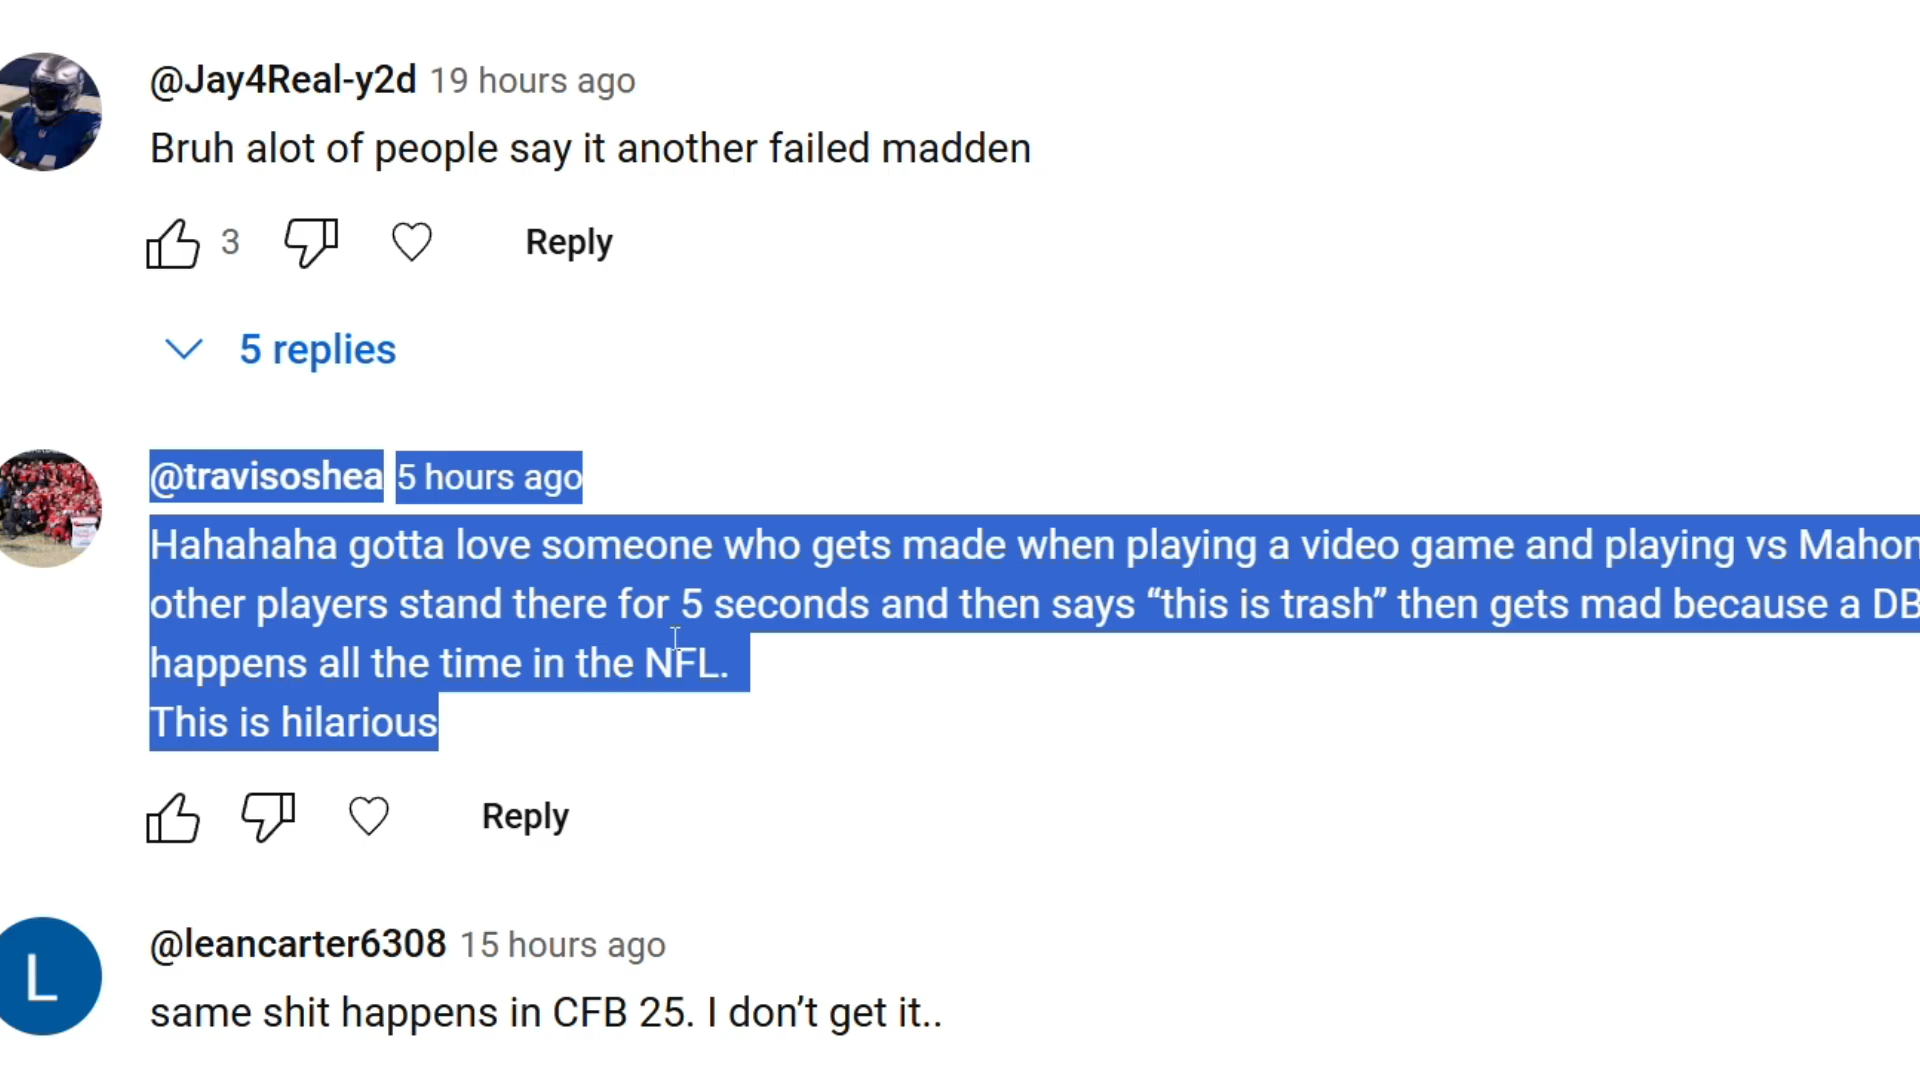 @Jay4Real-y2d 19 hours ago
Bruh alot of people say it another failed madden
3 Reply
5 replies
@travisoshea 5 hours ago
Hahahaha gotta love someone who gets made when playing a video game and playing vs Mahom
other players stand there for 5 seconds and then says “this is trash” then gets mad because a DB
happens all the time in the NFL.
This is hilarious
Reply
L
@leancarter6308 15 hours ago
same shit happens in CFB 25. I don’t get it..